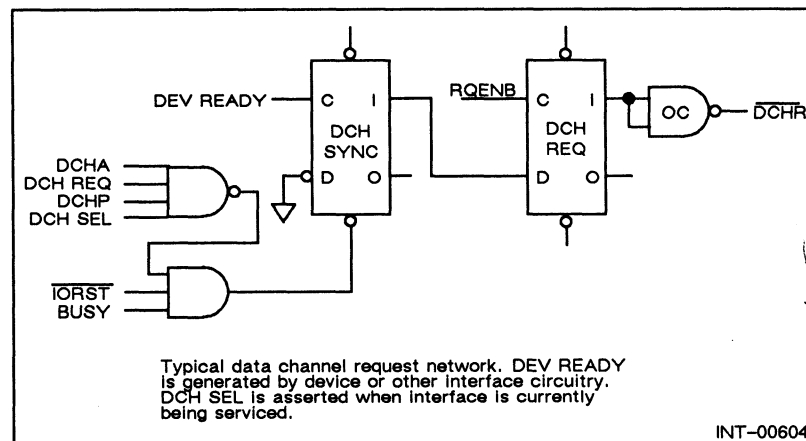 DEV READY
C
1
DCH
SYNC
D
O
RQENB
C
1
DCH
REQ
D
O
OC
DCHR
DCHA
DCH REQ
DCHP
DCH SEL
IORST
BUSY
Typical data channel request network. DEV READY
is generated by device or other interface circuitry.
DCH SEL is asserted when interface is currently
being serviced.
INT-00604